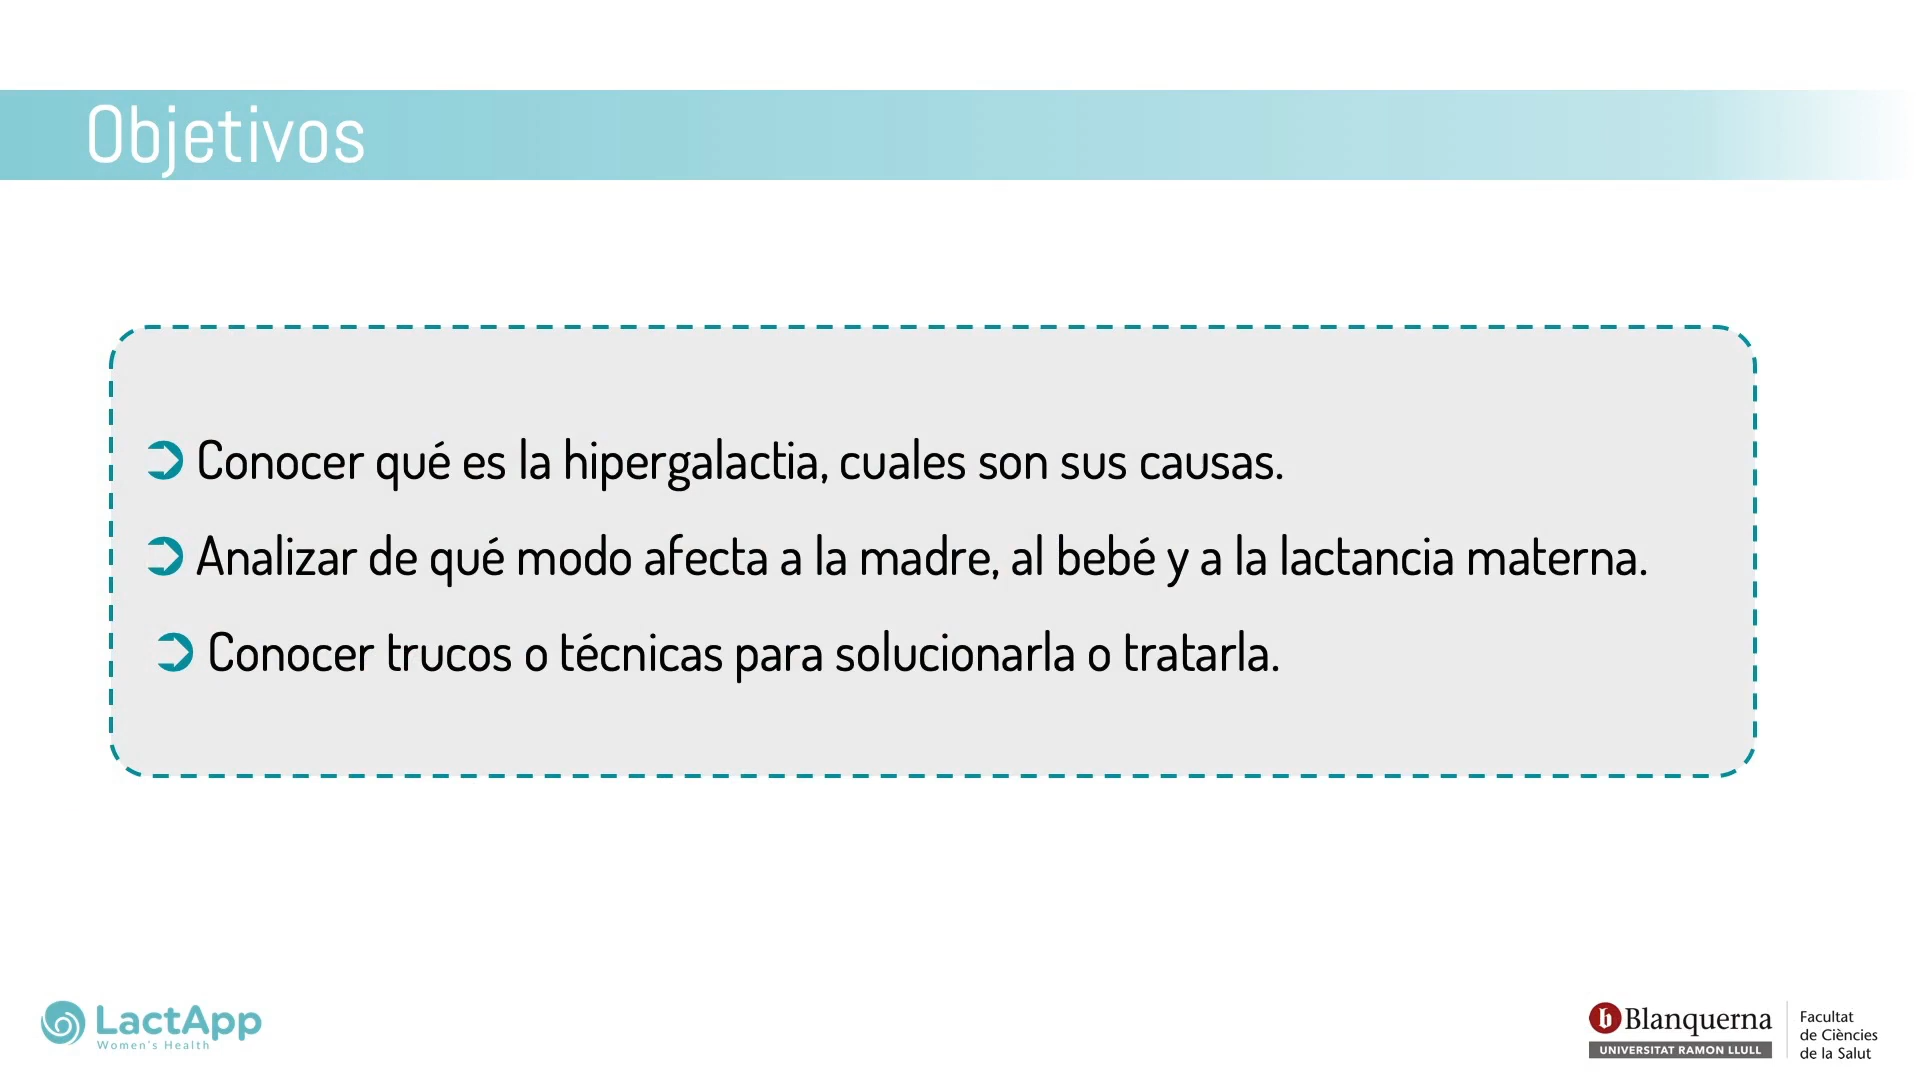 Objetivos
Conocer qué es la hipergalactia, cuales son sus causas.
Analizar de qué modo afecta a la madre, al bebé y a la lactancia materna.
Conocer trucos o técnicas para solucionarla o tratarla.
LactApp
Women's Health
b Blanquerna
UNIVERSITAT RAMON LLULL
Facultat
de Ciències
de la Salut